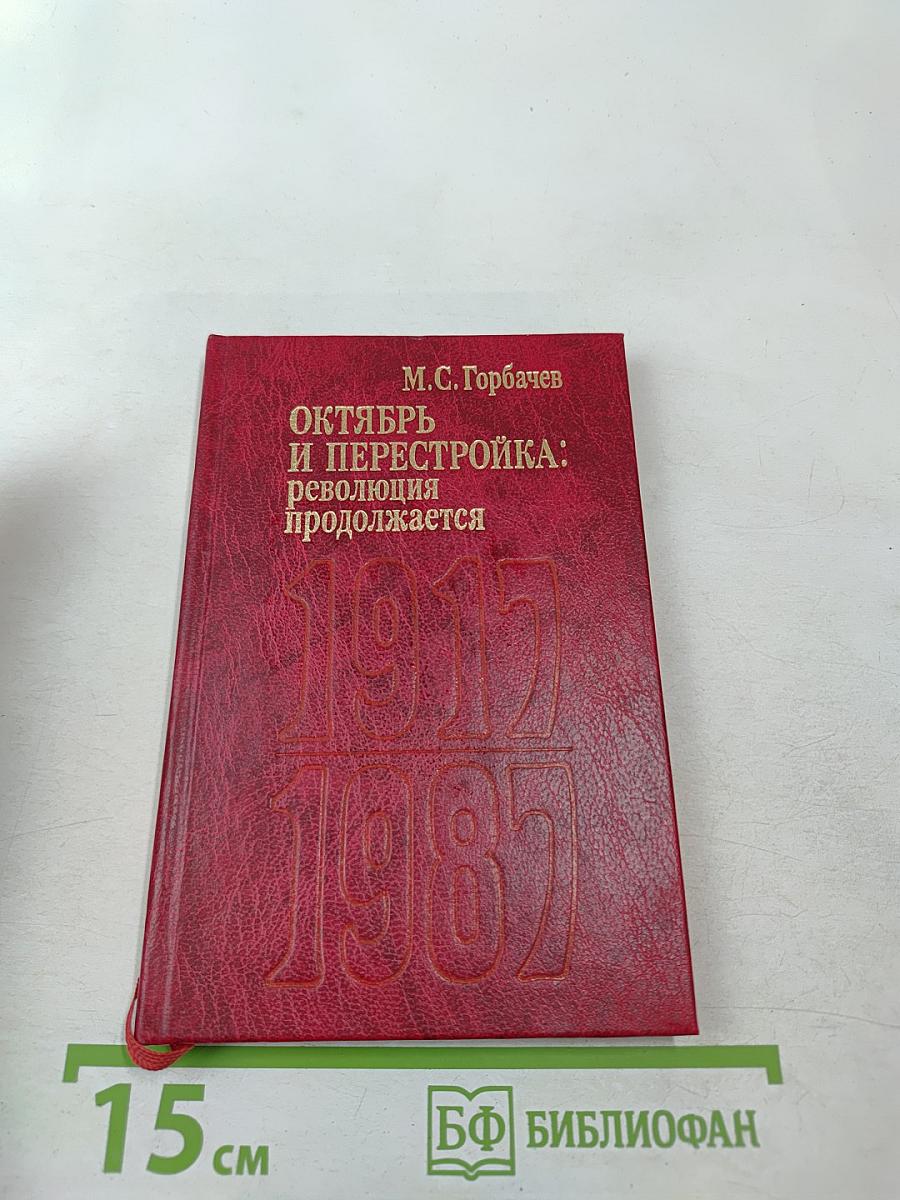 М.С.Горбачев
ОКТЯБРЬ
И ПЕРЕСТРОЙКА:
революция
продолжается
1917
1987
15 см
БФ БИБЛИОФАН